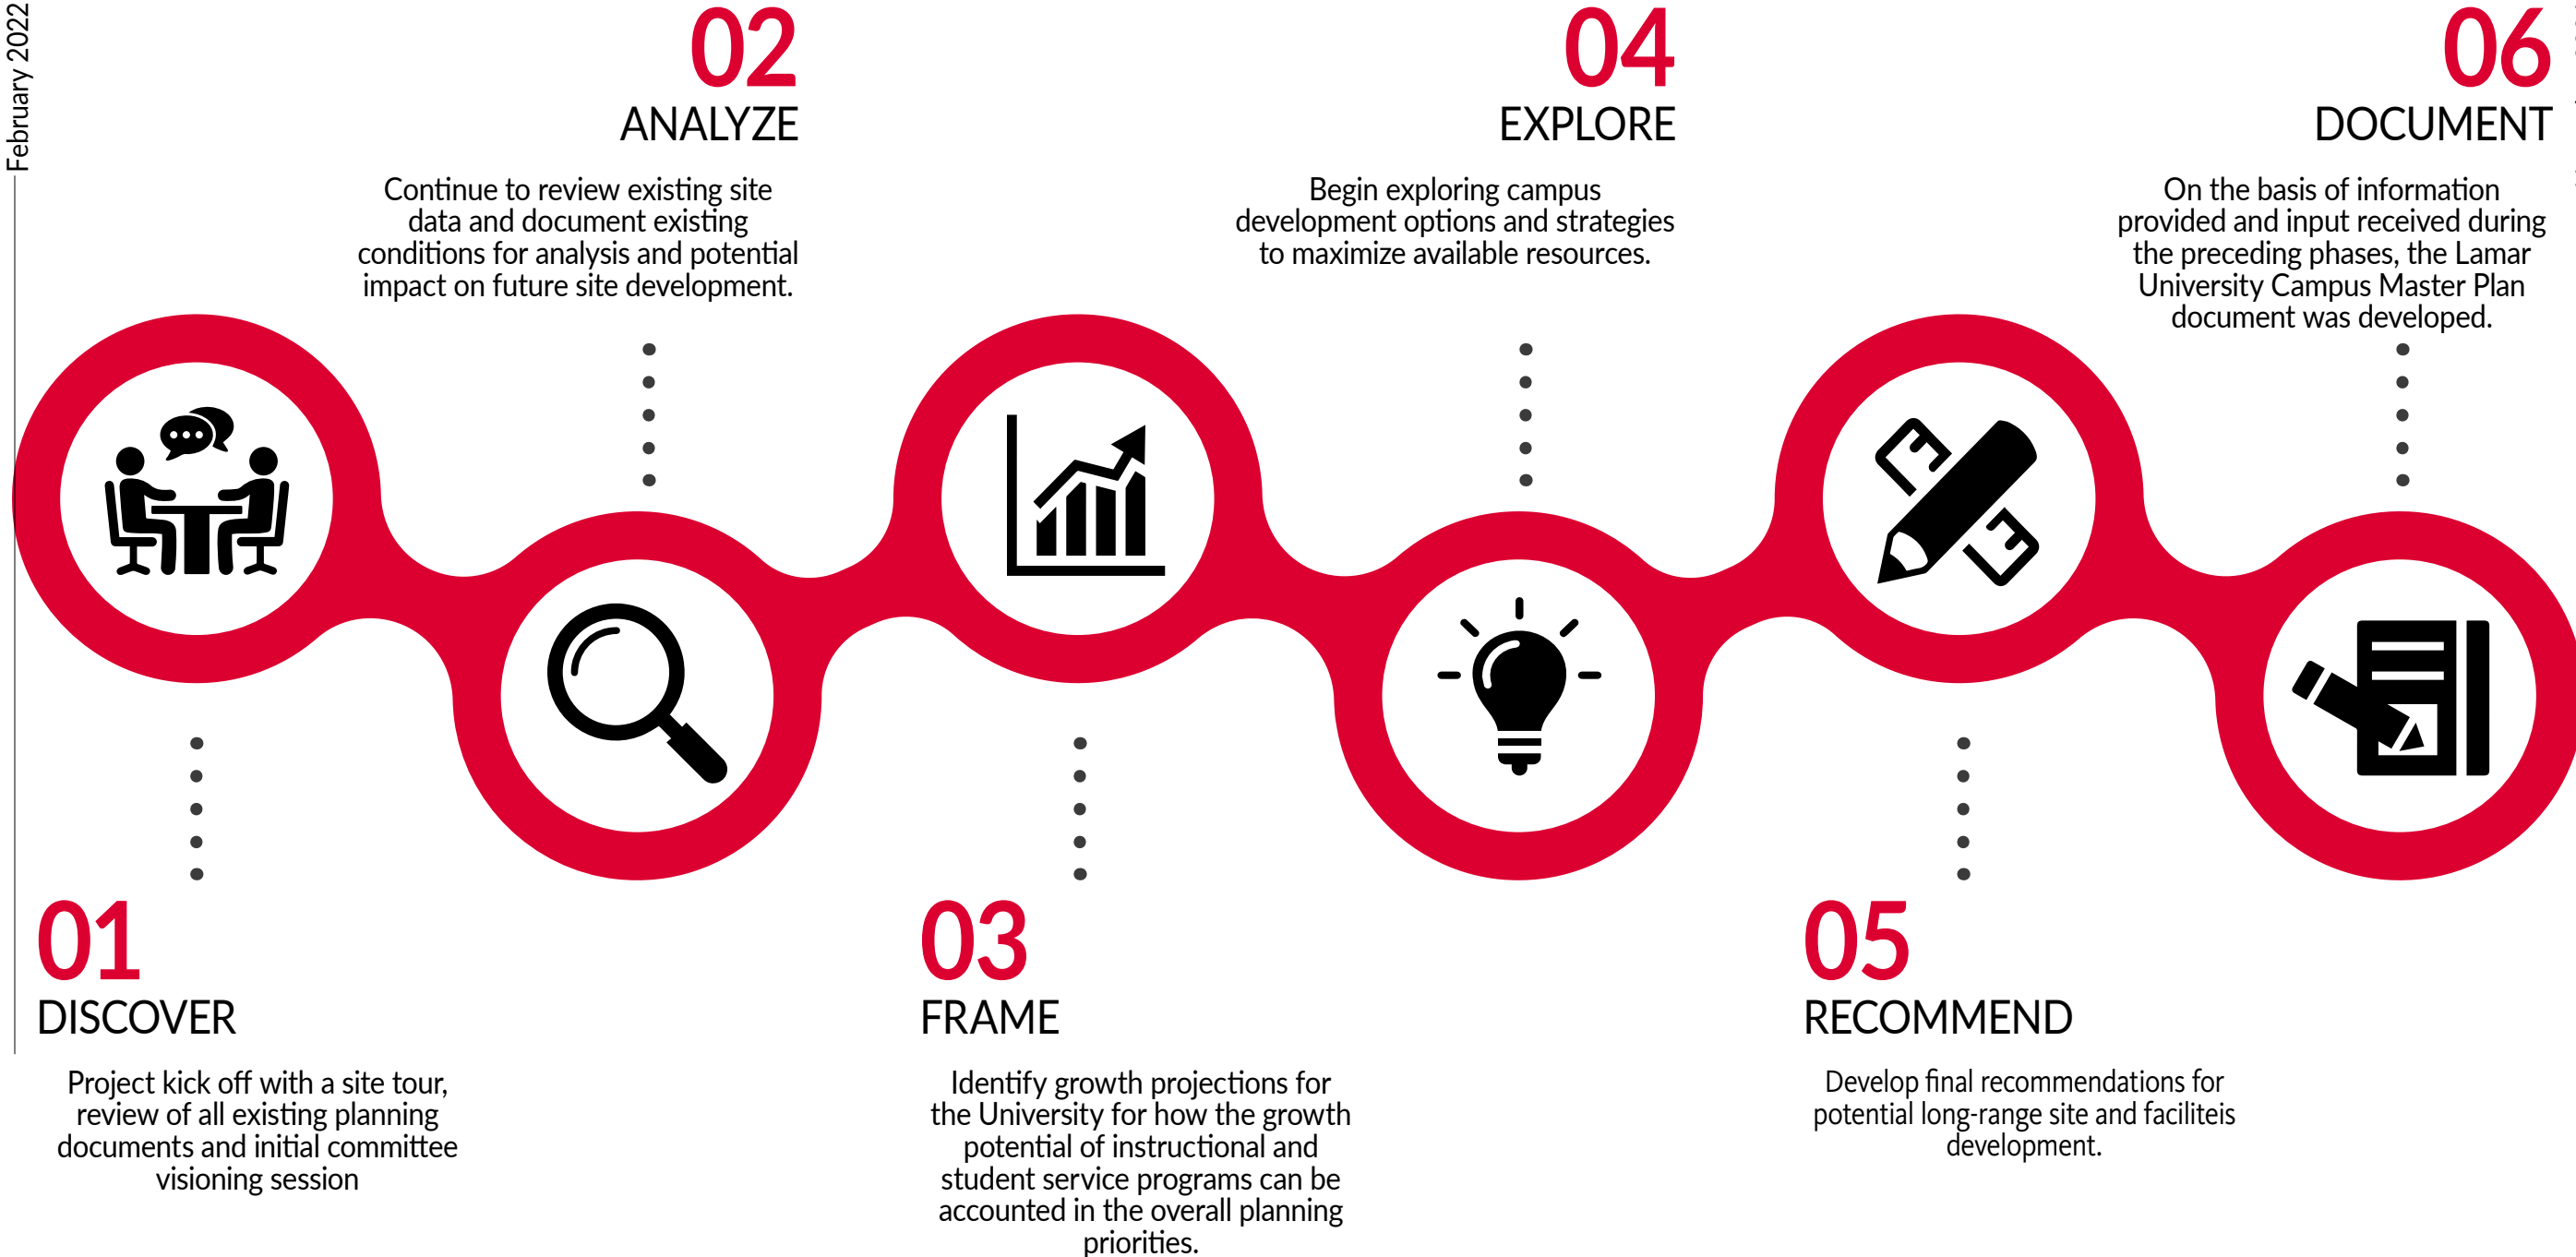 February 2022
02
ANALYZE
Continue to review existing site
data and document existing
conditions for analysis and potential
impact on future site development.
04
EXPLORE
Begin exploring campus
development options and strategies
to maximize available resources.
06
DOCUMENT
On the basis of information
provided and input received during
the preceding phases, the Lamar
University Campus Master Plan
document was developed.
01
DISCOVER
Project kick off with a site tour,
review of all existing planning
documents and initial committee
visioning session
03
FRAME
Identify growth projections for
the University for how the growth
potential of instructional and
student service programs can be
accounted in the overall planning
priorities.
05
RECOMMEND
Develop final recommendations for
potential long-range site and faciliteis
development.